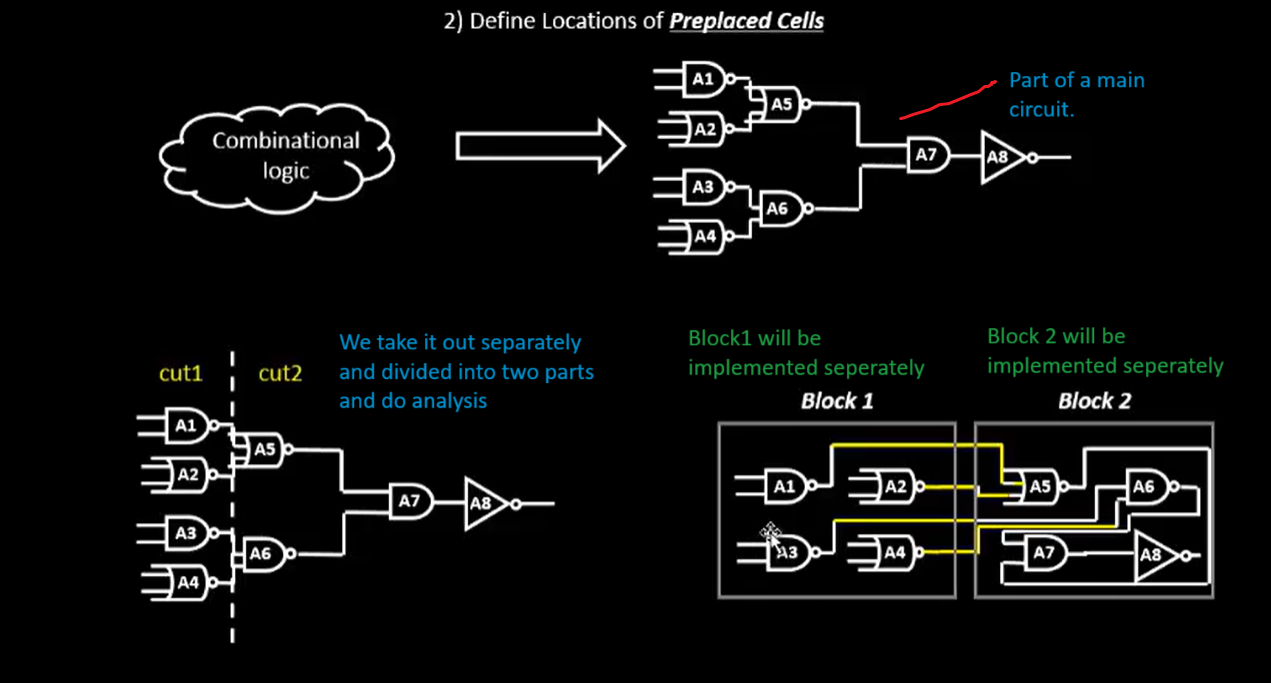 2) Define Locations of Preplaced Cells
Combinational
logic
A1
A2
A3
A4
A5
A6
A7
A8
Part of a main
circuit.
cut1
cut2
We take it out separately
and divided into two parts
and do analysis
A1
A2
A3
A4
A5
A6
A7
A8
Block1 will be
implemented seperately
Block 2 will be
implemented seperately
Block 1
Block 2
A1
A2
A3
A4
A5
A6
A7
A8